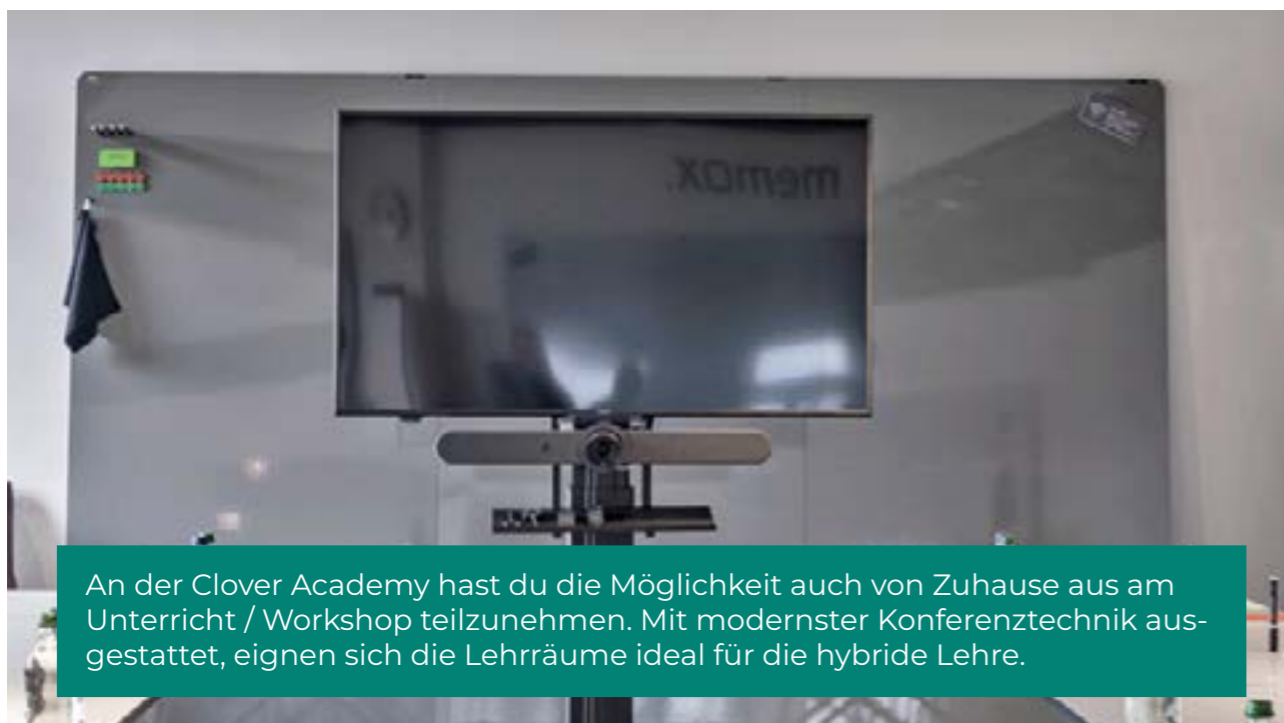 memox.
An der Clover Academy hast du die Möglichkeit auch von Zuhause aus am
Unterricht / Workshop teilzunehmen. Mit modernster Konferenztechnik aus-
gestattet, eignen sich die Lehrräume ideal für die hybride Lehre.